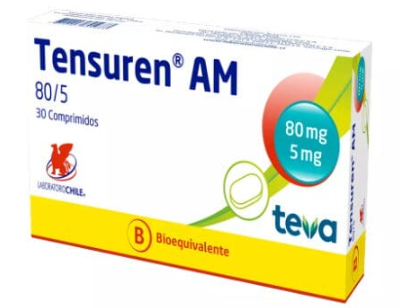 Tensuren® AM
80/5
30 Comprimidos
80 mg
5 mg
LABORATORIO CHILE®
teva
B Bioequivalente